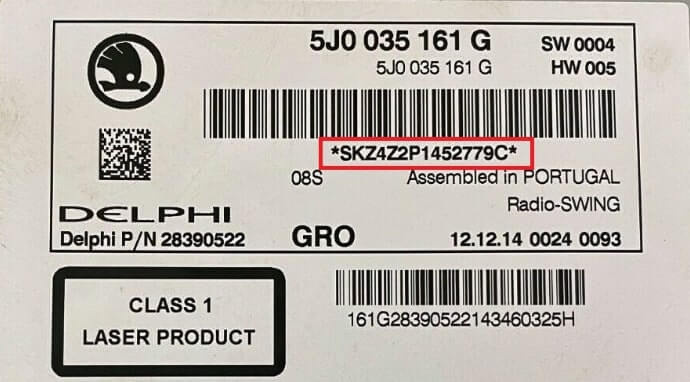 5J0 035 161 G SW 0004
5J0 035 161 G HW 005
*SKZ4Z2P1452779C*
08S Assembled in PORTUGAL
Radio-SWING
DELPHI
Delphi P/N 28390522 GRO 12.12.14 0024 0093
CLASS 1
LASER PRODUCT
161G28390522143460325H